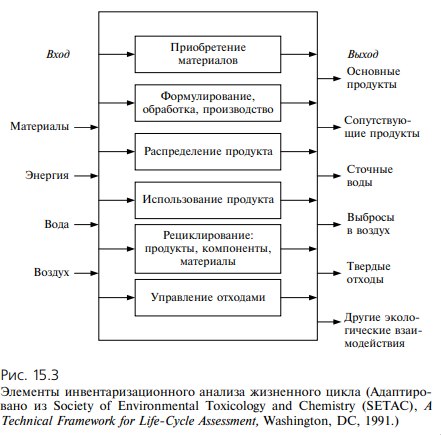 Вход
Приобретение
материалов
Выход
Основные
продукты
Формулирование,
обработка, производство
Материалы
Сопутствую-
щие продукты
Распределение продукта
Энергия
Сточные
воды
Использование продукта
Вода
Выбросы
в воздух
Рециклирование:
продукты, компоненты,
материалы
Воздух
Твердые
отходы
Управление отходами
Другие эколо-
гические взаи-
модействия
Рис. 15.3
Элементы инвентаризационного анализа жизненного цикла (Адаптиро-
вано из Society of Environmental Toxicology and Chemistry (SETAC), A
Technical Framework for Life-Cycle Assessment, Washington, DC, 1991.)